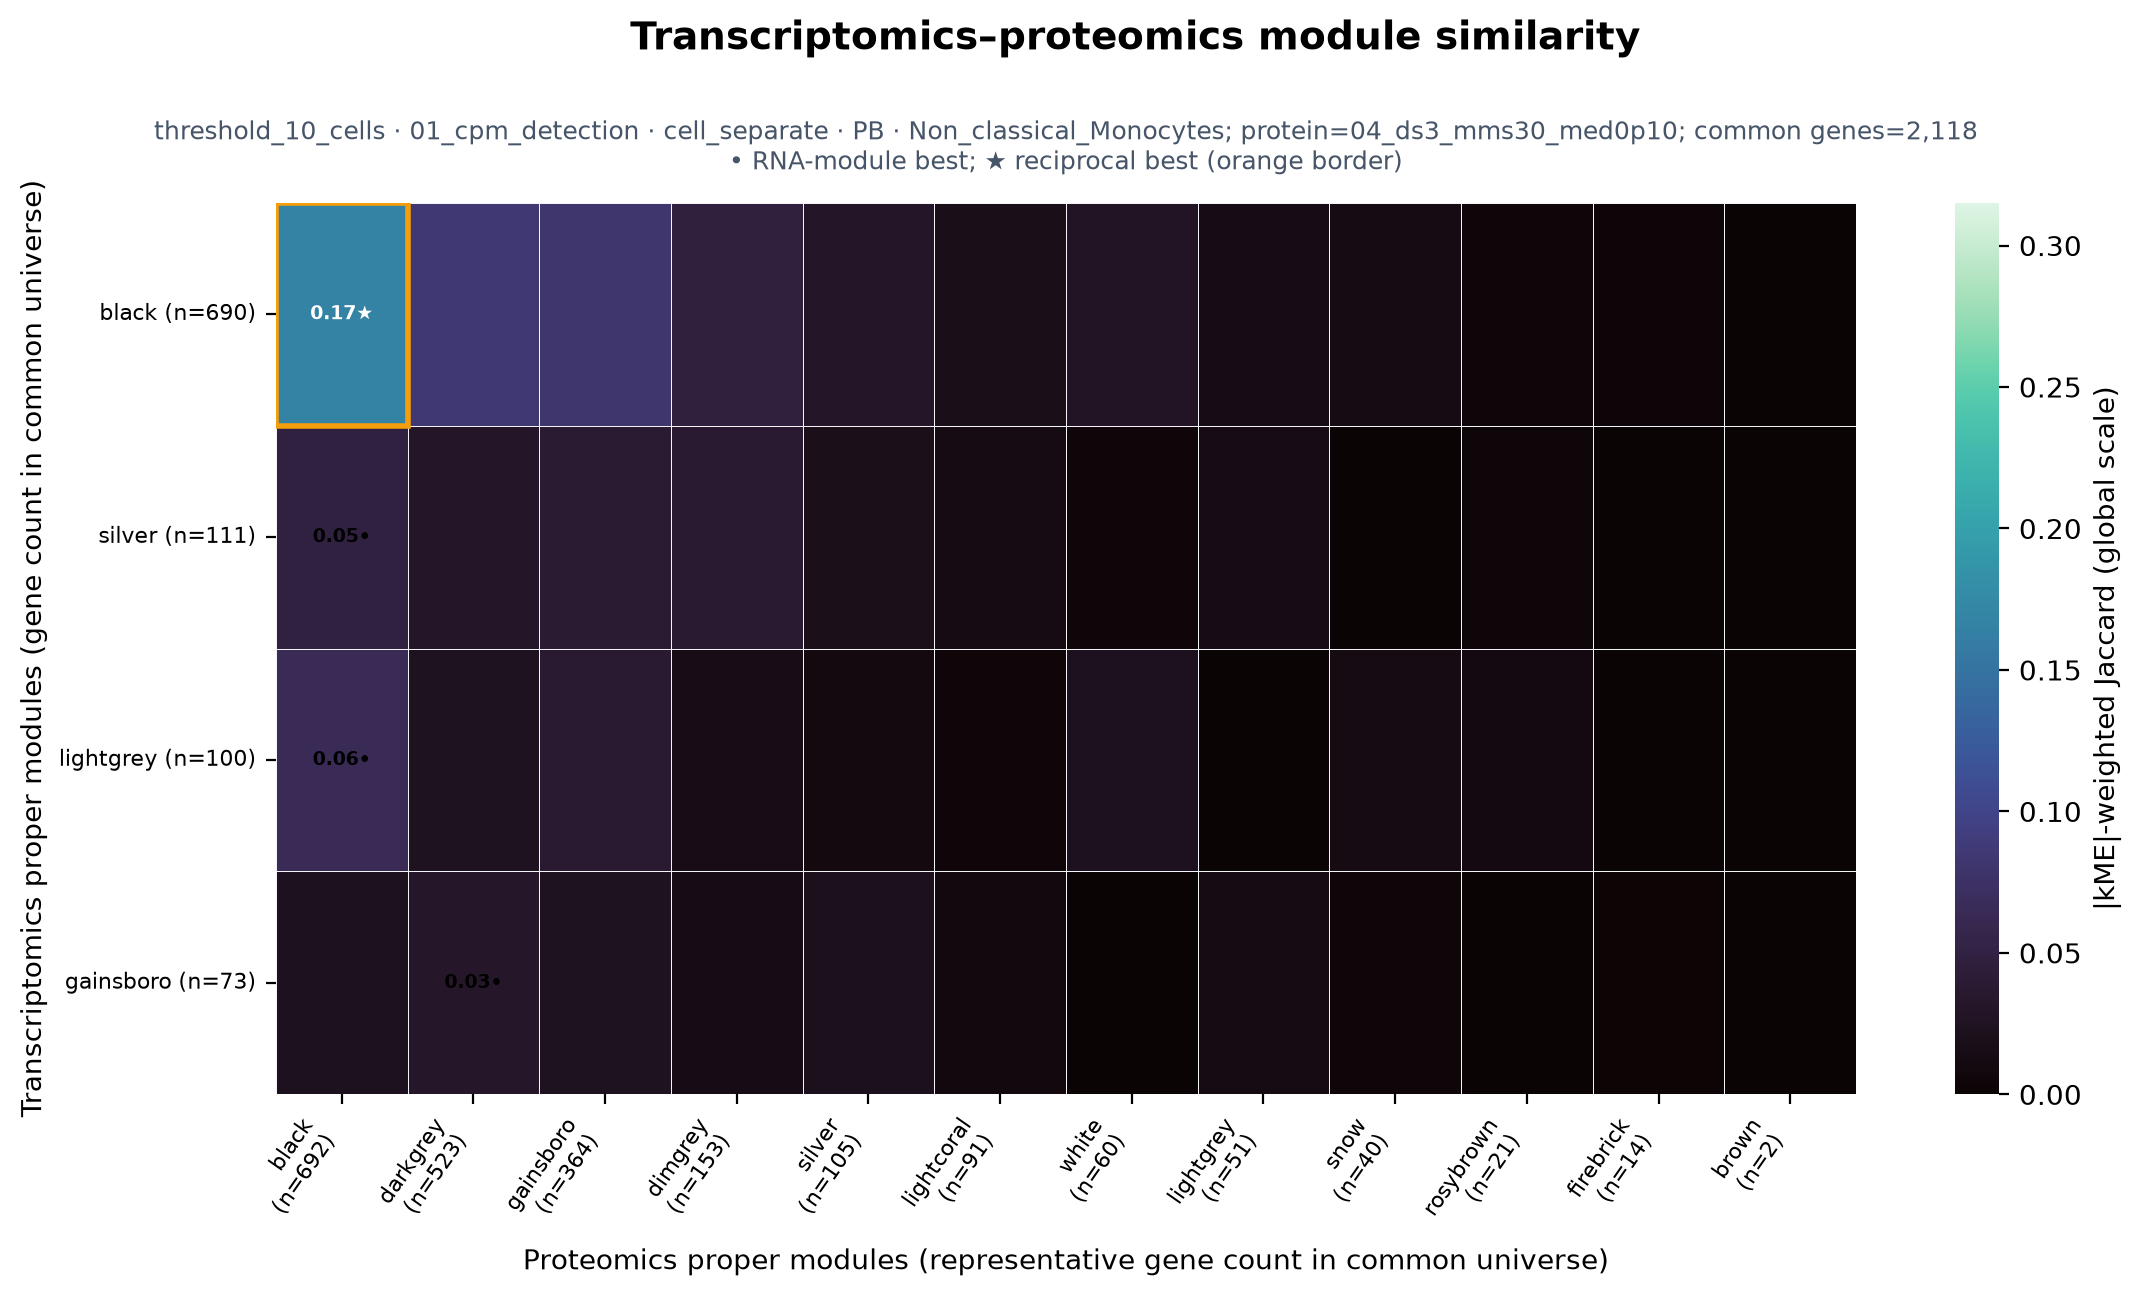 Transcriptomics–proteomics module similarity
threshold_10_cells · 01_cpm_detection · cell_separate · PB · Non_classical_Monocytes; protein=04_ds3_mms30_med0p10; common genes=2,118
• RNA-module best; ★ reciprocal best (orange border)
Transcriptomics proper modules (gene count in common universe)
black (n=690)
silver (n=111)
lightgrey (n=100)
gainsboro (n=73)
0.17★
0.05•
0.06•
0.03•
black
(n=692)
darkgrey
(n=523)
gainsboro
(n=364)
dimgrey
(n=153)
silver
(n=105)
lightcoral
(n=91)
white
(n=60)
lightgrey
(n=51)
snow
(n=40)
rosybrown
(n=21)
firebrick
(n=14)
brown
(n=2)
Proteomics proper modules (representative gene count in common universe)
0.30
0.25
0.20
0.15
0.10
0.05
0.00
|kME|-weighted Jaccard (global scale)